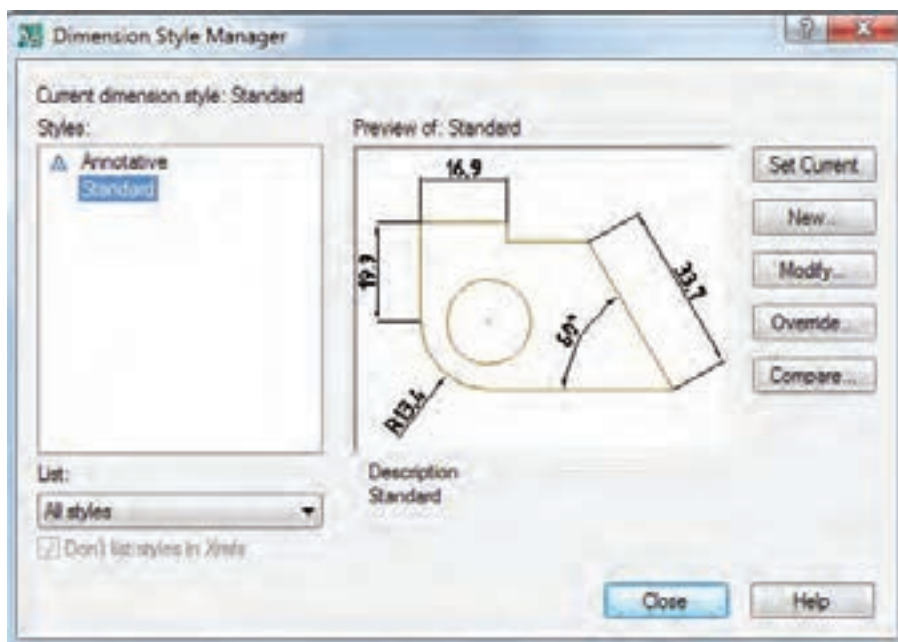 Dimension Style Manager
Current dimension style: Standard
Styles:
Annotative
Standard
Preview of: Standard
16,9
19,9
33,7
60°
R13,4
Set Current
New...
Modify...
Override...
Compare...
List:
All styles
Don't list styles in Xrefs
Description
Standard
Close
Help